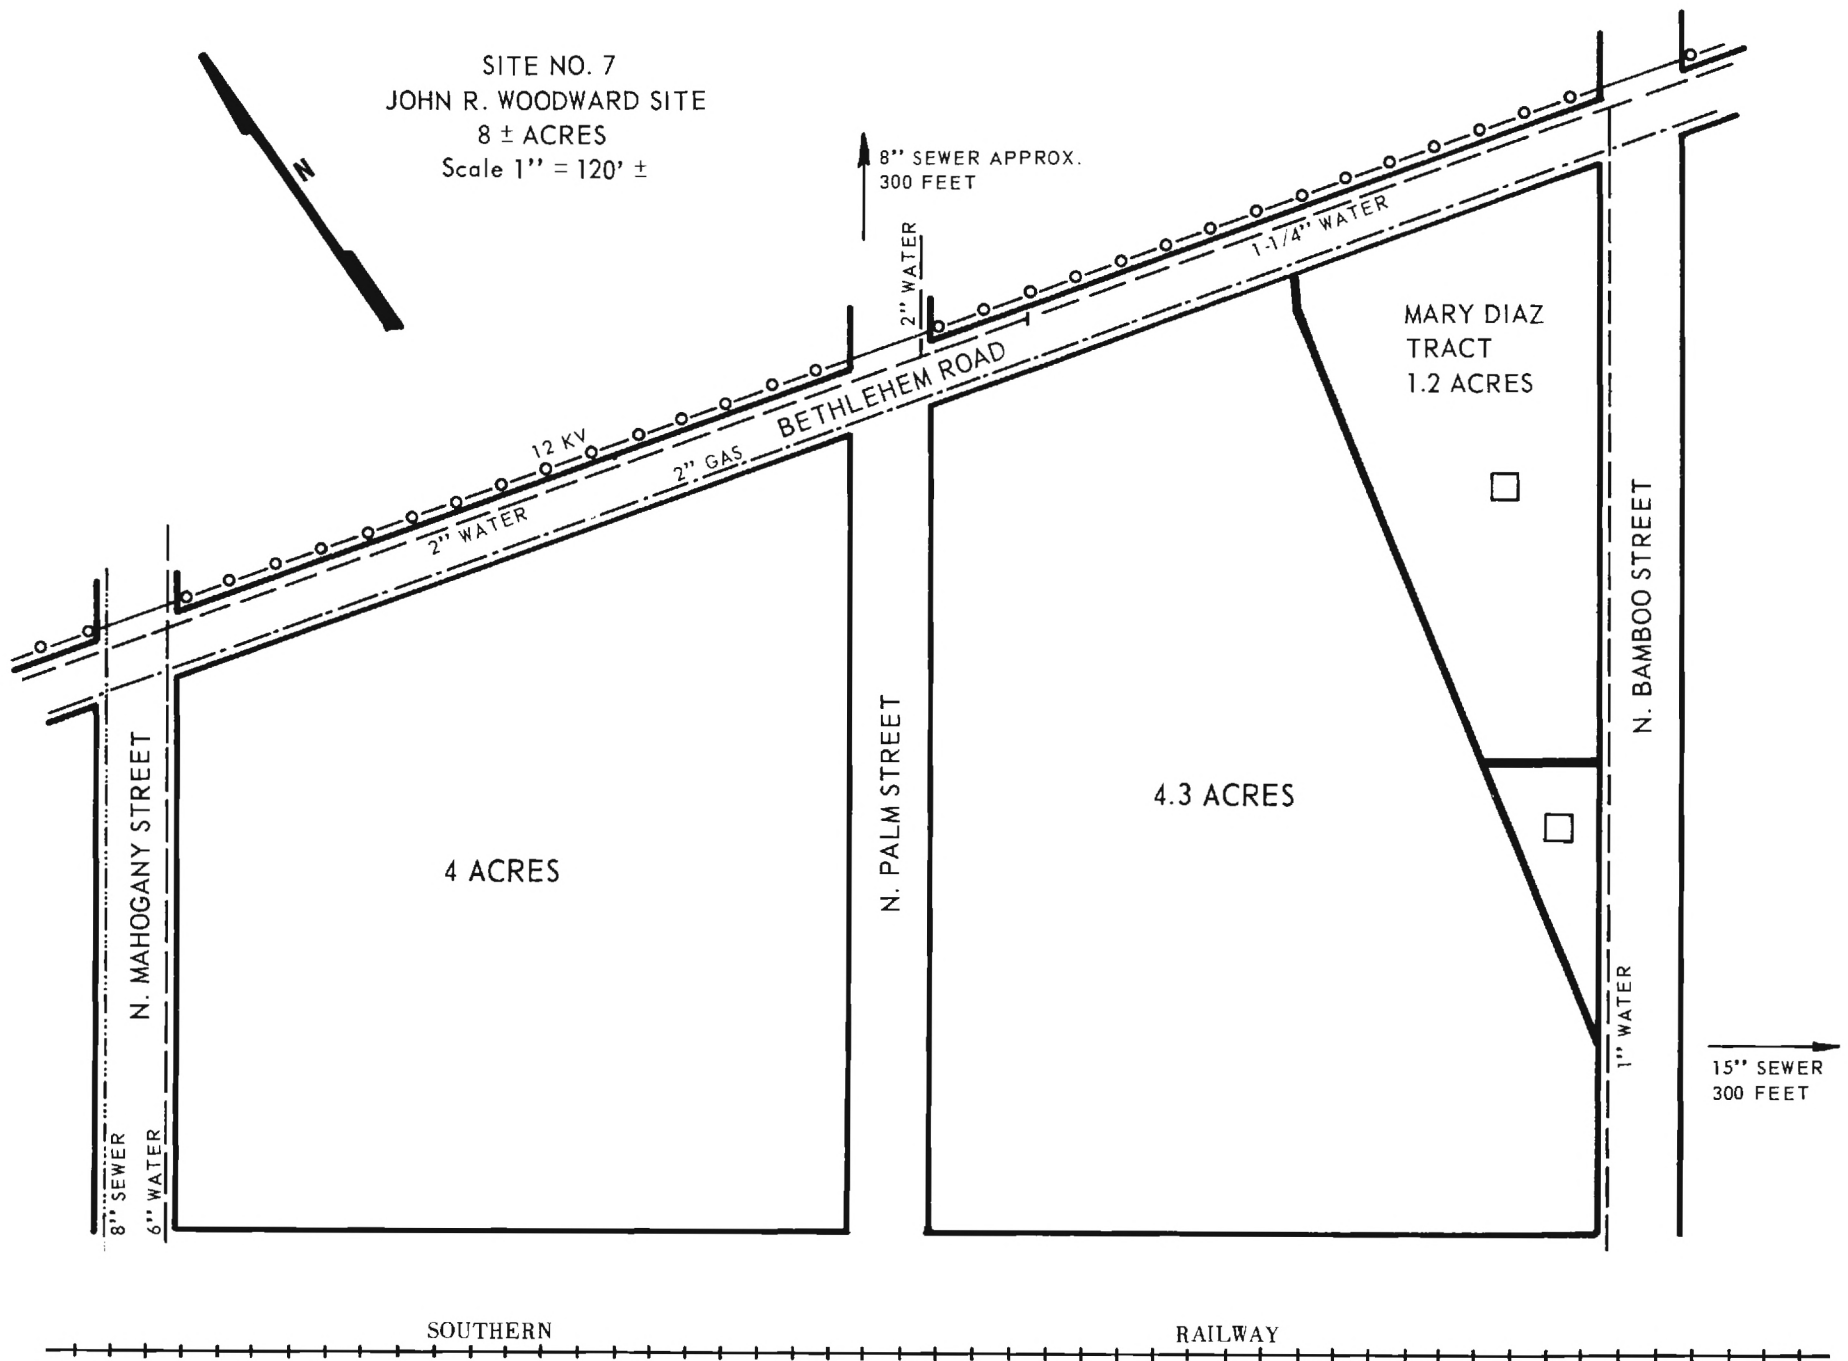 SITE NO. 7
JOHN R. WOODWARD SITE
8 ± ACRES
Scale 1'' = 120' ±
N
8'' SEWER APPROX.
300 FEET
2'' WATER
1-1/4'' WATER
MARY DIAZ
TRACT
1.2 ACRES
BETHLEHEM ROAD
12 KV
2'' GAS
2'' WATER
N. MAHOGANY STREET
N. PALM STREET
N. BAMBOO STREET
4 ACRES
4.3 ACRES
1'' WATER
15'' SEWER
300 FEET
8'' SEWER
6'' WATER
SOUTHERN RAILWAY